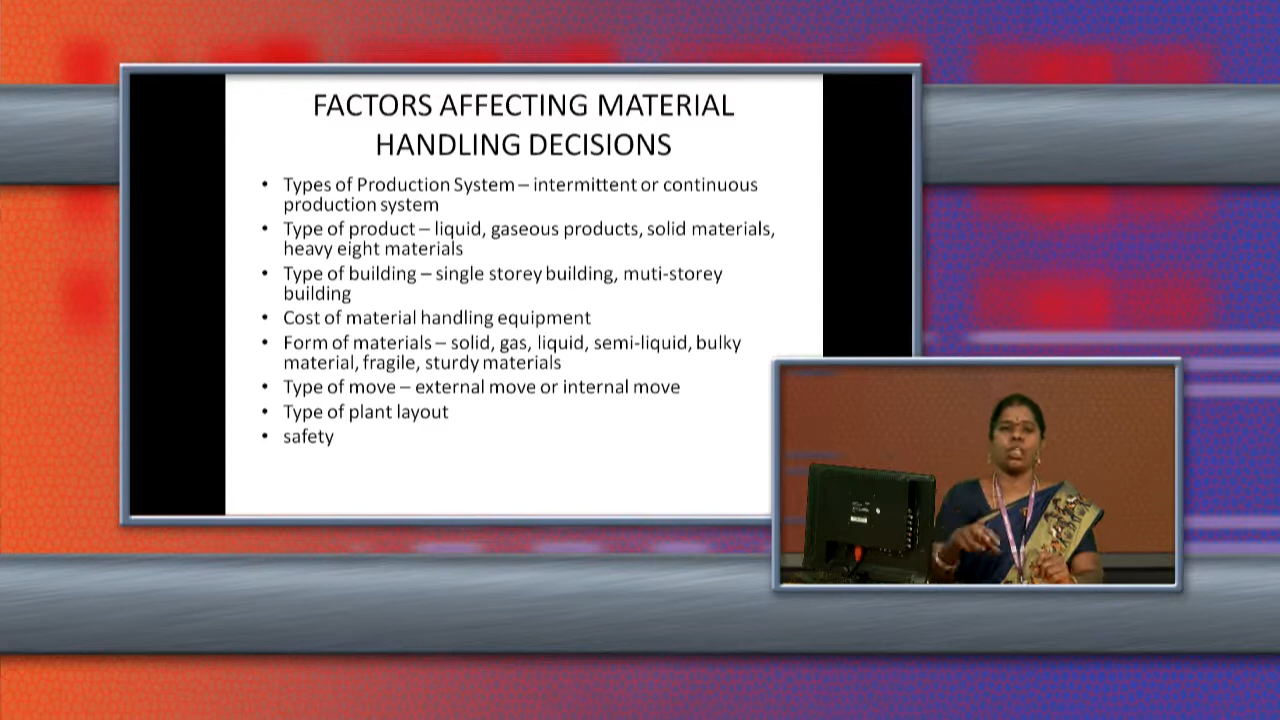 FACTORS AFFECTING MATERIAL
HANDLING DECISIONS
• Types of Production System – intermittent or continuous
production system
• Type of product – liquid, gaseous products, solid materials,
heavy eight materials
• Type of building – single storey building, muti-storey
building
• Cost of material handling equipment
• Form of materials – solid, gas, liquid, semi-liquid, bulky
material, fragile, sturdy materials
• Type of move – external move or internal move
• Type of plant layout
• safety